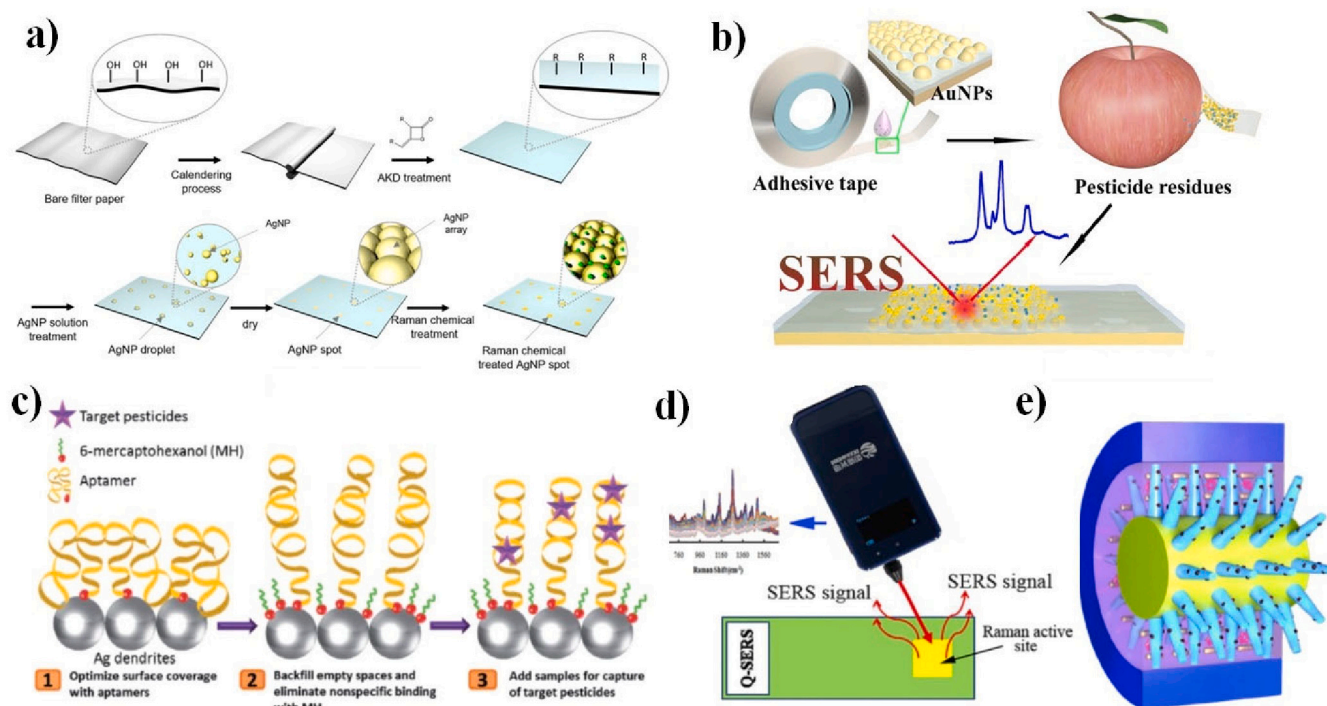 a)
OH OH OH OH
R R R R
Bare filter paper
Calendering
process
R
O
O
R
AKD treatment
AgNP
AgNP
array
AgNP solution
treatment
AgNP droplet
dry
AgNP spot
Raman chemical
treatment
Raman chemical
treated AgNP spot
b)
AuNPs
Adhesive tape
Pesticide residues
SERS
c)
Target pesticides
6-mercaptohexanol (MH)
Aptamer
Ag dendrites
1 Optimize surface coverage
with aptamers
2 Backfill empty spaces and
eliminate nonspecific binding
with MH
3 Add samples for capture
of target pesticides
d)
760 960 1160 1360 1560
Raman Shift(cm⁻¹)
SERS signal
SERS signal
Raman active
site
Q-SERS
e)